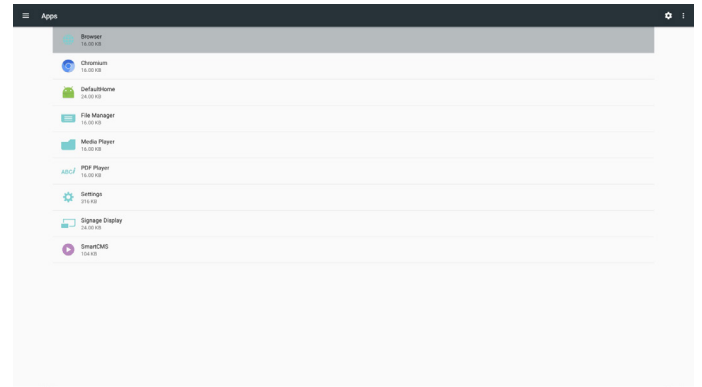 Apps
Browser
16.00 KB
Chromium
16.00 KB
DefaultHome
24.00 KB
File Manager
16.00 KB
Media Player
16.00 KB
ABC
PDF Player
16.00 KB
Settings
216 KB
Signage Display
24.00 KB
SmartCMS
104 KB